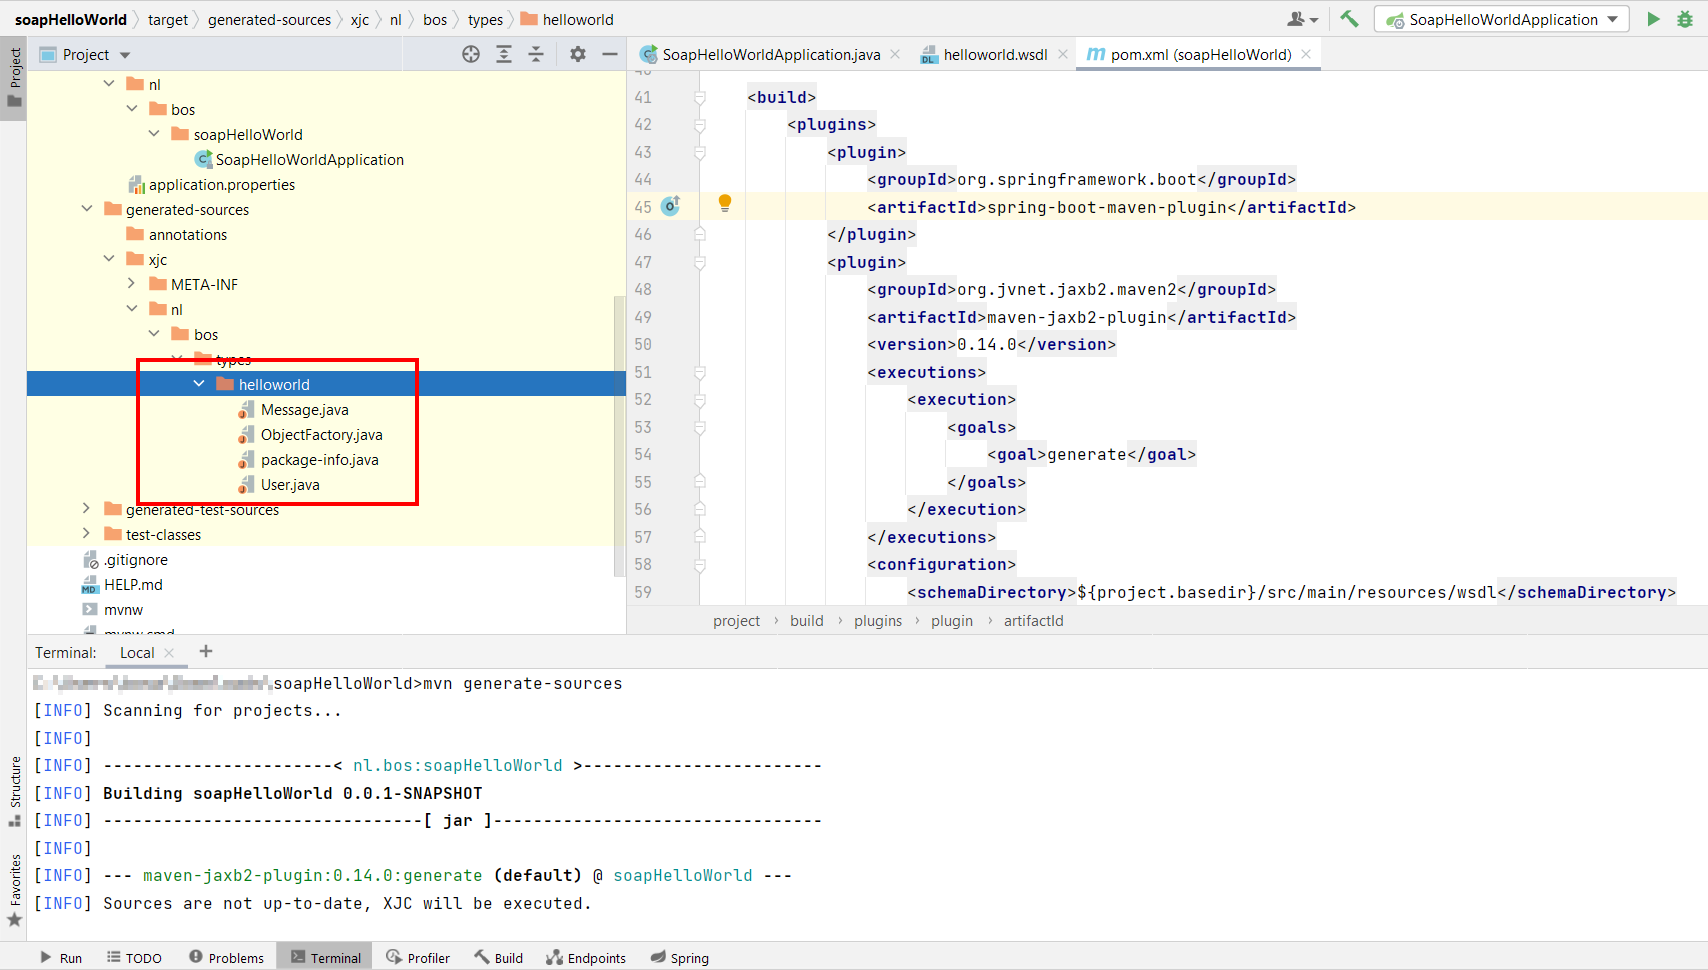 soapHelloWorld target generated-sources xjc nl bos types helloworld
SoapHelloWorldApplication
Project
Project
nl
bos
soapHelloWorld
SoapHelloWorldApplication
application.properties
generated-sources
annotations
xjc
META-INF
nl
bos
types
helloworld
Message.java
ObjectFactory.java
package-info.java
User.java
generated-test-sources
test-classes
.gitignore
HELP.md
mvnw
mvnw.cmd
SoapHelloWorldApplication.java helloworld.wsdl pom.xml (soapHelloWorld)
41 <build>
42 <plugins>
43 <plugin>
44 <groupId>org.springframework.boot</groupId>
45 <artifactId>spring-boot-maven-plugin</artifactId>
46 </plugin>
47 <plugin>
48 <groupId>org.jvnet.jaxb2.maven2</groupId>
49 <artifactId>maven-jaxb2-plugin</artifactId>
50 <version>0.14.0</version>
51 <executions>
52 <execution>
53 <goals>
54 <goal>generate</goal>
55 </goals>
56 </execution>
57 </executions>
58 <configuration>
59 <schemaDirectory>${project.basedir}/src/main/resources/wsdl</schemaDirectory>
project › build › plugins › plugin › artifactId
Terminal: Local
soapHelloWorld>mvn generate-sources
[INFO] Scanning for projects...
[INFO]
[INFO] -----------------------< nl.bos:soapHelloWorld >------------------------
[INFO] Building soapHelloWorld 0.0.1-SNAPSHOT
[INFO] --------------------------------[ jar ]---------------------------------
[INFO]
[INFO] --- maven-jaxb2-plugin:0.14.0:generate (default) @ soapHelloWorld ---
[INFO] Sources are not up-to-date, XJC will be executed.
Structure
Favorites
Run TODO Problems Terminal Profiler Build Endpoints Spring